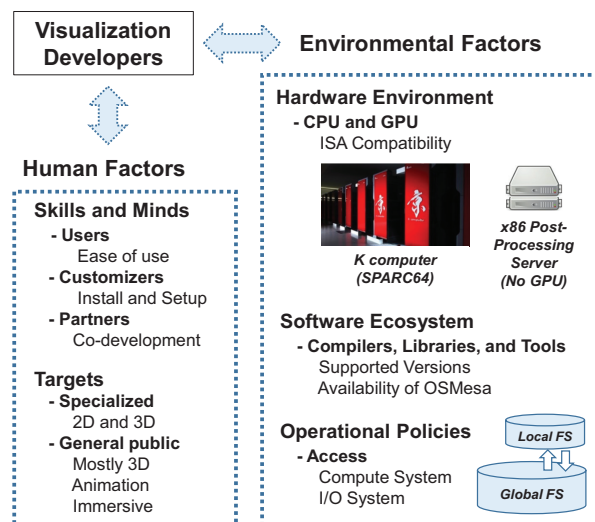 Visualization
Developers
Human Factors
Skills and Minds
- Users
Ease of use
- Customizers
Install and Setup
- Partners
Co-development
Targets
- Specialized
2D and 3D
- General public
Mostly 3D
Animation
Immersive
Environmental Factors
Hardware Environment
- CPU and GPU
ISA Compatibility
京
京
K computer
(SPARC64)
x86 Post-
Processing
Server
(No GPU)
Software Ecosystem
- Compilers, Libraries, and Tools
Supported Versions
Availability of OSMesa
Operational Policies
- Access
Compute System
I/O System
Local FS
Global FS